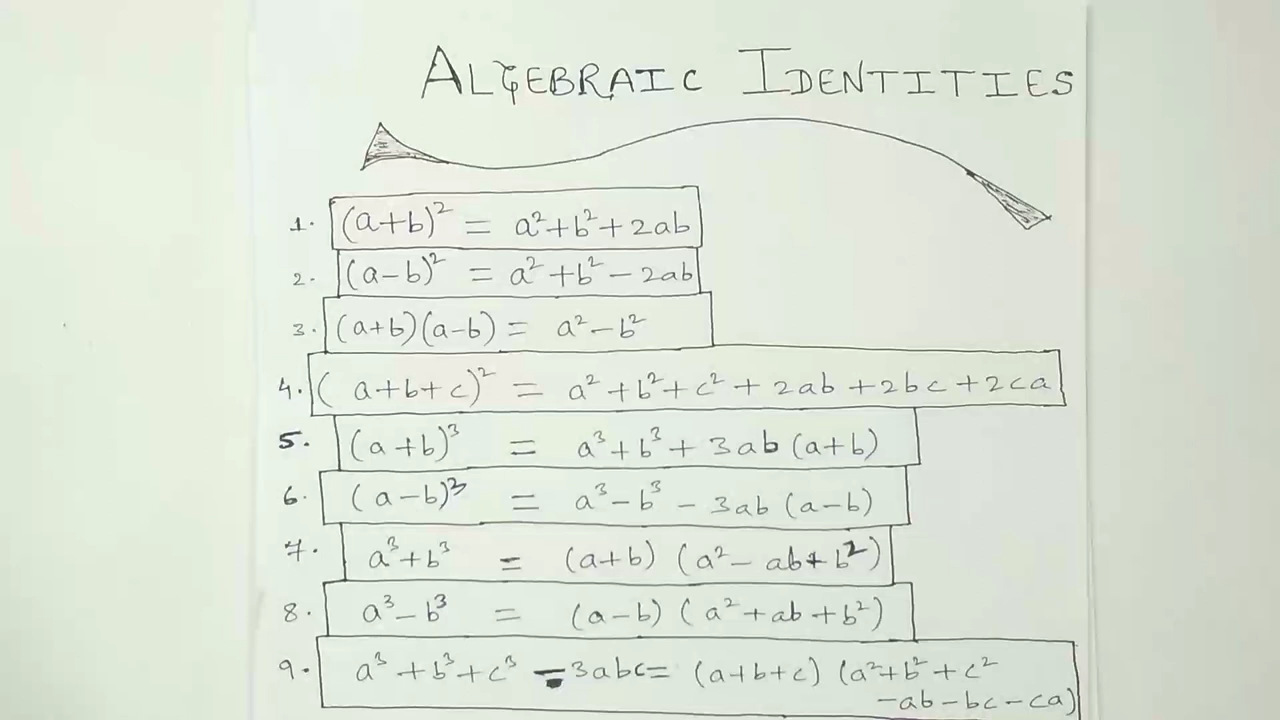 ALGEBRAIC IDENTITIES
1. (a+b)² = a²+b²+2ab
2. (a-b)² = a²+b²-2ab
3. (a+b)(a-b) = a²-b²
4. (a+b+c)² = a²+b²+c²+2ab+2bc+2ca
5. (a+b)³ = a³+b³+3ab(a+b)
6. (a-b)³ = a³-b³-3ab(a-b)
7. a³+b³ = (a+b)(a²-ab+b²)
8. a³-b³ = (a-b)(a²+ab+b²)
9. a³+b³+c³-3abc = (a+b+c)(a²+b²+c²
-ab-bc-ca)